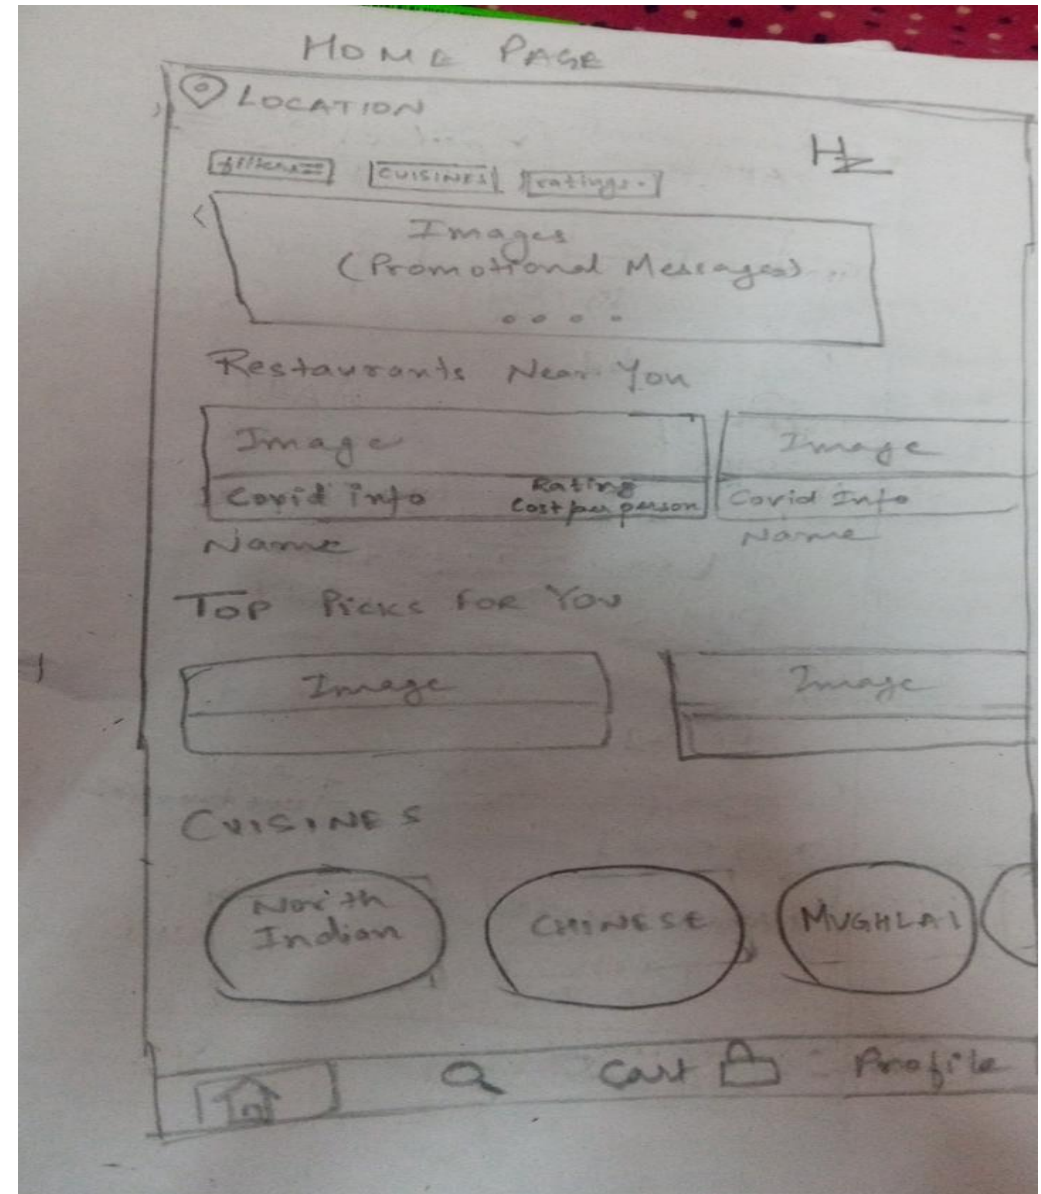 HOME PAGE
LOCATION
HZ
filters CUISINES ratings
Images
(Promotional Messages)
Restaurants Near You
Image Image
Covid info Rating Covid Info
Cost per person
Name Name
TOP Picks FOR YOU
Image Image
CUISINES
North CHINESE MUGHLAI
Indian
Cart Profile